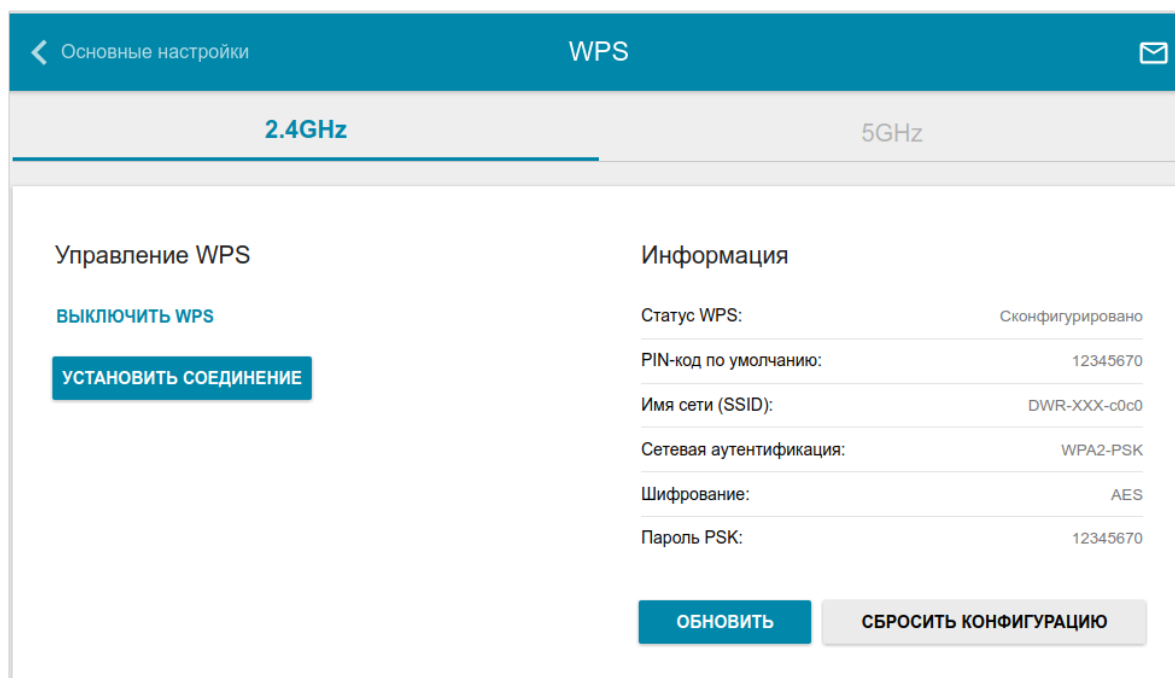 Основные настройки
WPS
2.4GHz
5GHz
Управление WPS
ВЫКЛЮЧИТЬ WPS
УСТАНОВИТЬ СОЕДИНЕНИЕ
Информация
Статус WPS: Сконфигурировано
PIN-код по умолчанию: 12345670
Имя сети (SSID): DWR-XXX-c0c0
Сетевая аутентификация: WPA2-PSK
Шифрование: AES
Пароль PSK: 12345670
ОБНОВИТЬ
СБРОСИТЬ КОНФИГУРАЦИЮ